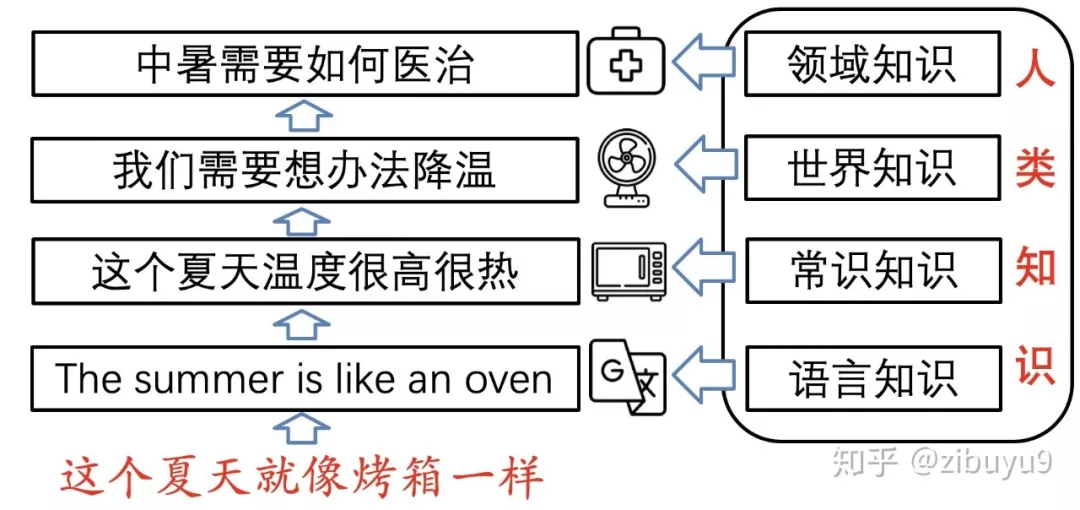 中暑需要如何医治
领域知识
我们需要想办法降温
世界知识
这个夏天温度很高很热
常识知识
The summer is like an oven
G 文
语言知识
人类知识
这个夏天就像烤箱一样
知乎 @zibuyu9